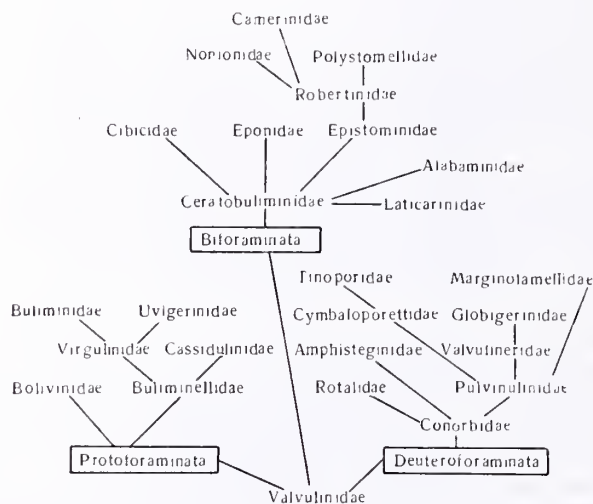 Camerinidae
Nonionidae Polystomellidae
Robertinidae
Cibicidae Eponidae Epistominidae
Alabaminidae
Ceratobuliminidae
Laticarinidae
Biforaminata
Tinoporidae Marginolamellidae
Buliminidae Uvigerinidae Cymbaloporettidae Globigerinidae
Virgulinidae Cassidulinidae Amphisteginidae Valvulineridae
Bolivinidae Buliminellidae Rotalidae Pulvinulinidae
Conorbidae
Protoforaminata Deuteroforaminata
Valvulinidae